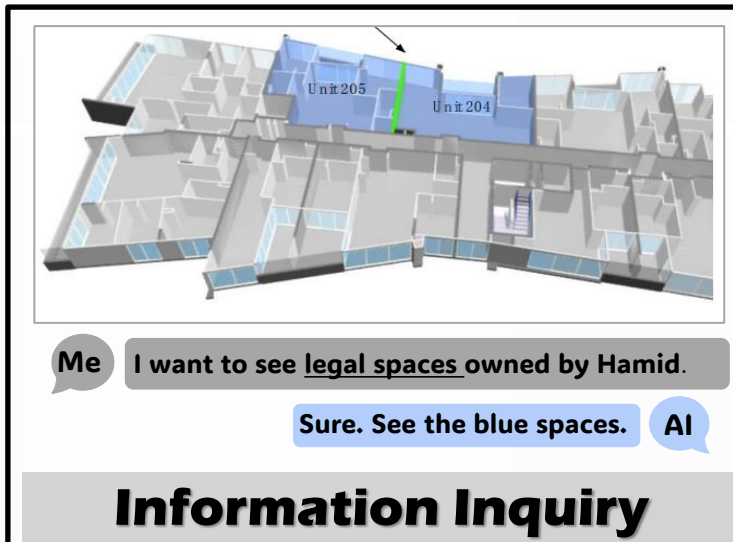 Unit205
Unit204
Me
I want to see legal spaces owned by Hamid.
Sure. See the blue spaces.
AI
Information Inquiry